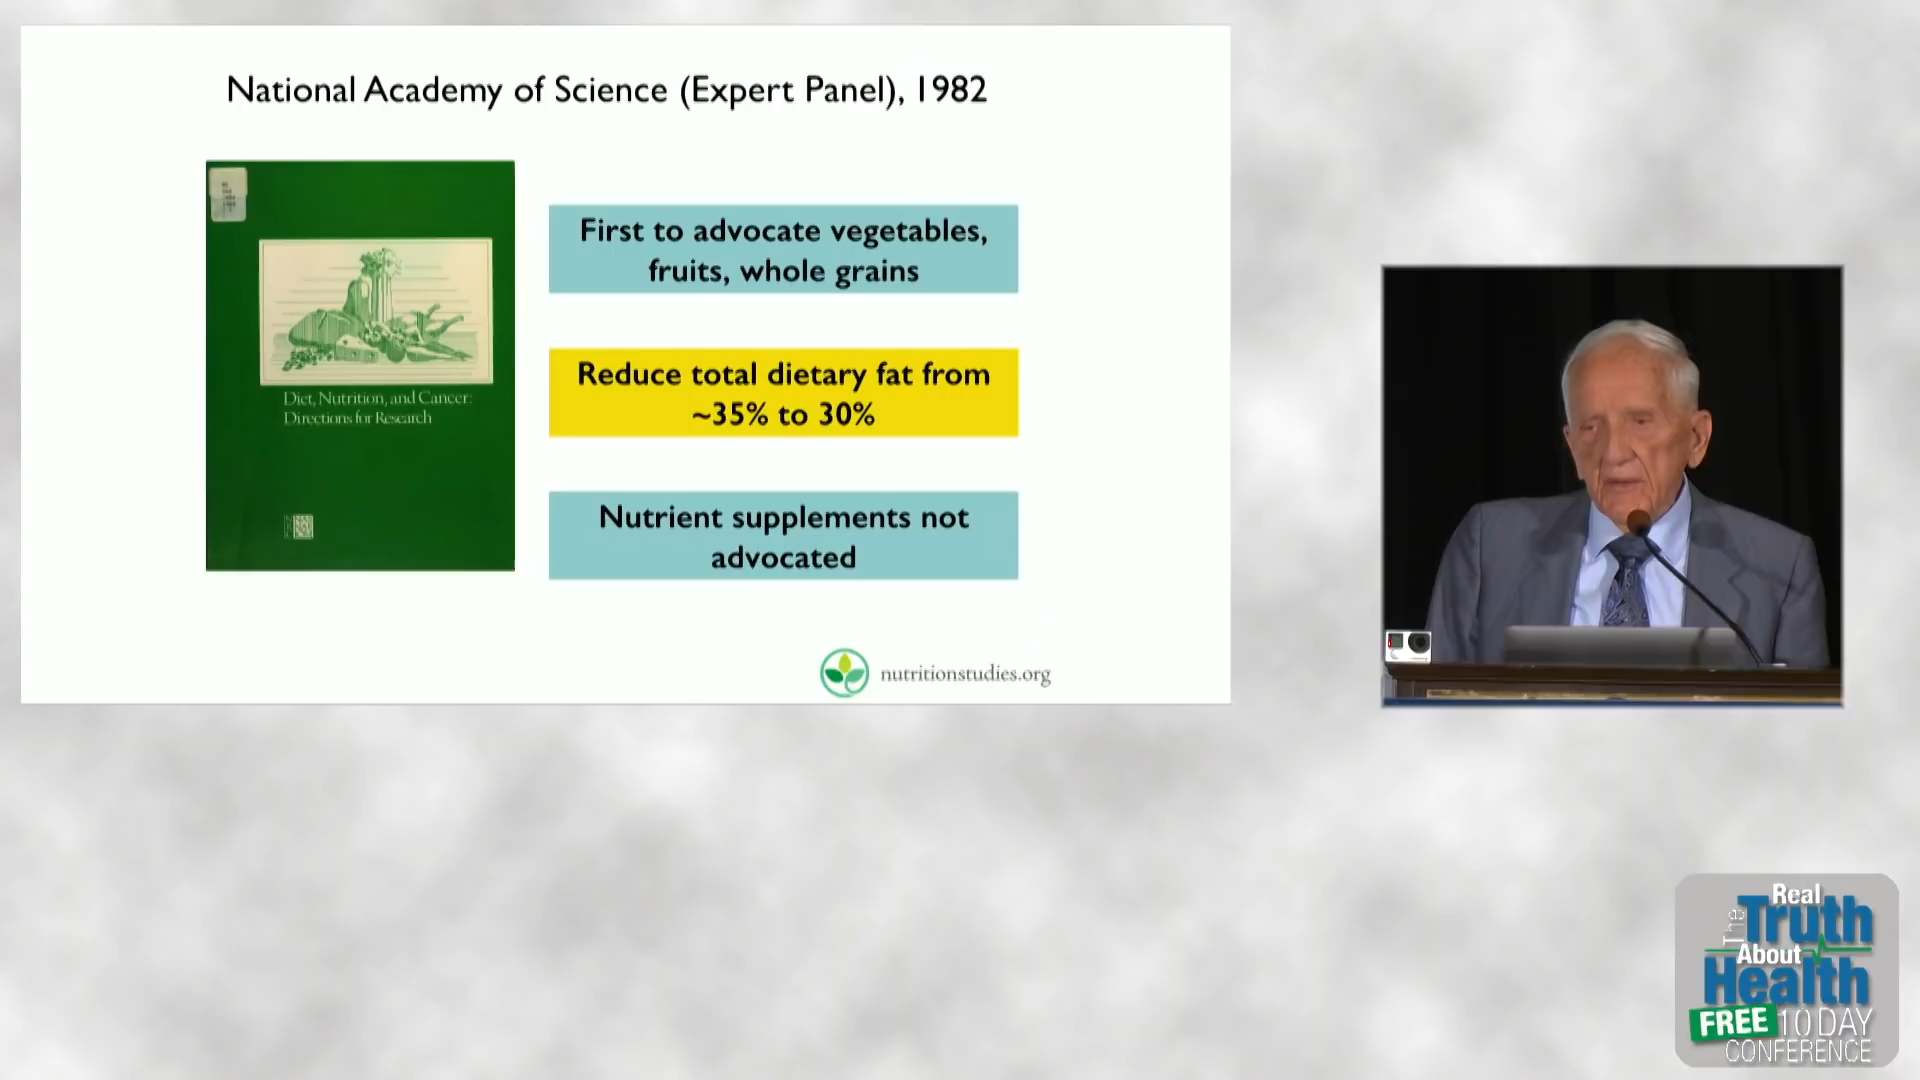 National Academy of Science (Expert Panel), 1982
Diet, Nutrition, and Cancer:
Directions for Research
First to advocate vegetables,
fruits, whole grains
Reduce total dietary fat from
~35% to 30%
Nutrient supplements not
advocated
nutritionstudies.org
The Real
Truth
About
Health
FREE 10 DAY
CONFERENCE